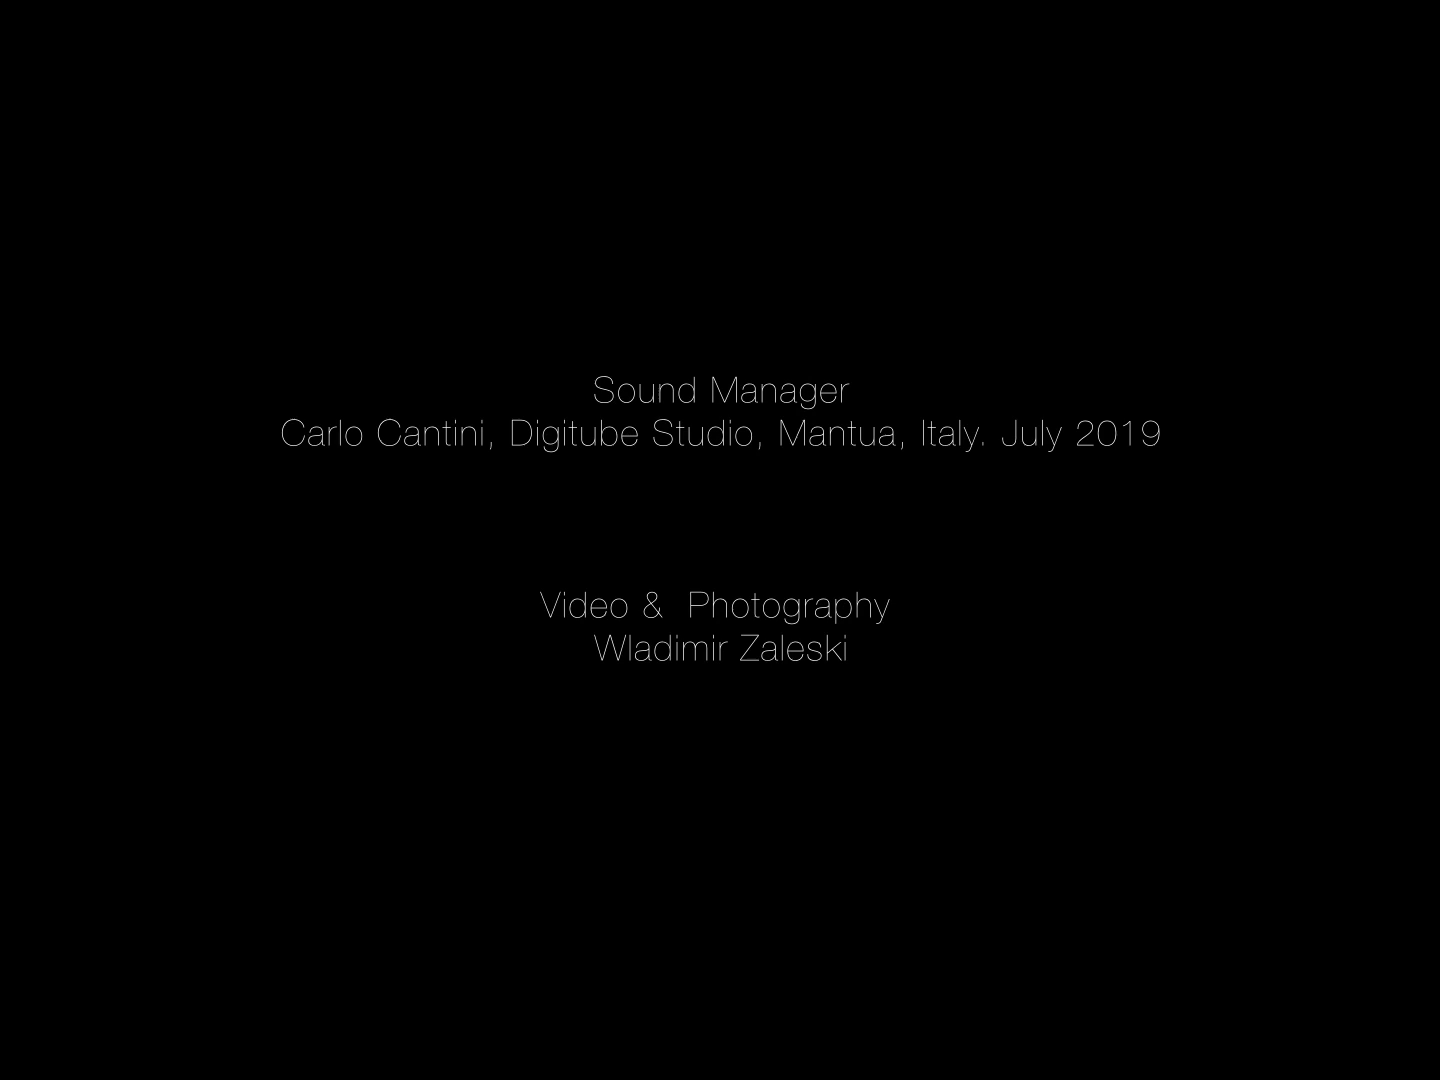 Sound Manager
Carlo Cantini, Digitube Studio, Mantua, Italy. July 2019
Video &  Photography
Wladimir Zaleski